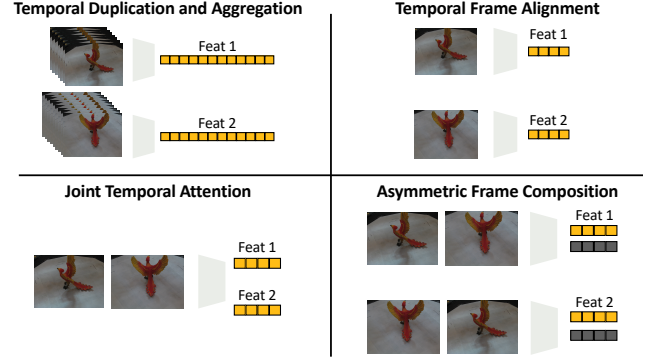 Temporal Duplication and Aggregation
Feat 1
Feat 2
Temporal Frame Alignment
Feat 1
Feat 2
Joint Temporal Attention
Feat 1
Feat 2
Asymmetric Frame Composition
Feat 1
Feat 2